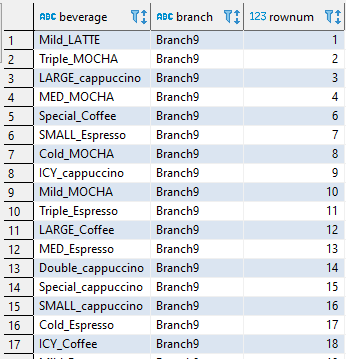 ABC beverage ABC branch 123 rownum
1 Mild_LATTE Branch9 1
2 Triple_MOCHA Branch9 2
3 LARGE_cappuccino Branch9 3
4 MED_MOCHA Branch9 4
5 Special_Coffee Branch9 6
6 SMALL_Espresso Branch9 7
7 Cold_MOCHA Branch9 8
8 ICY_cappuccino Branch9 9
9 Mild_MOCHA Branch9 10
10 Triple_Espresso Branch9 11
11 LARGE_Coffee Branch9 12
12 MED_Espresso Branch9 13
13 Double_cappuccino Branch9 14
14 Special_cappuccino Branch9 15
15 SMALL_cappuccino Branch9 16
16 Cold_Espresso Branch9 17
17 ICY_Coffee Branch9 18